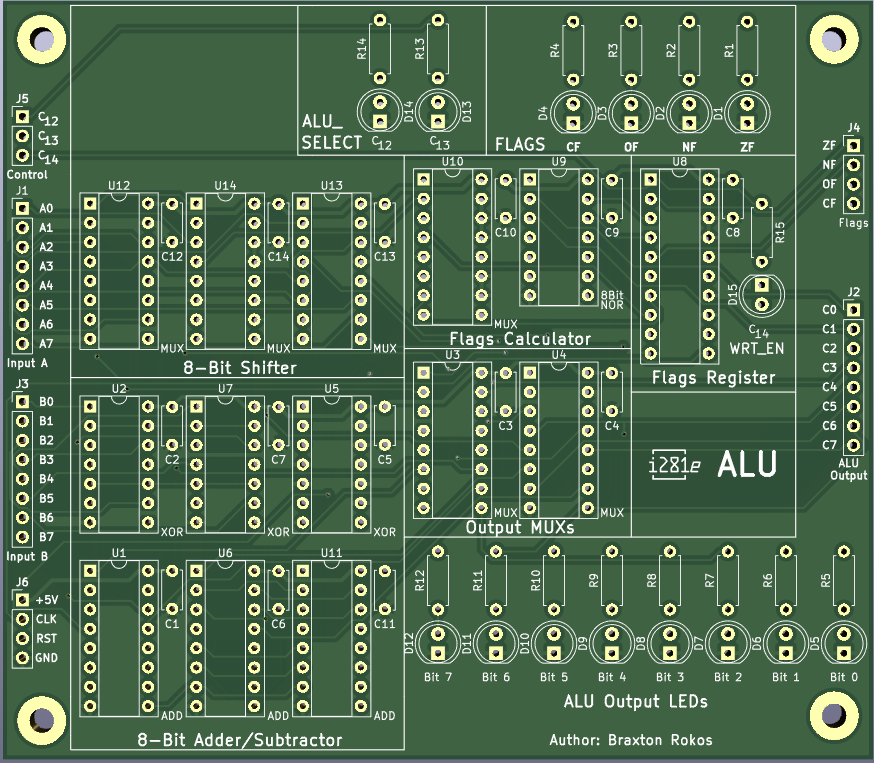 R14
R13
R4
R3
R2
R1
D14
D13
D4
D3
D2
D1
ALU_
SELECT
C12
C13
FLAGS
CF
OF
NF
ZF
J5
C12
C13
C14
Control
J4
ZF
NF
OF
CF
Flags
J1
A0
A1
A2
A3
A4
A5
A6
A7
Input A
U12
U14
U13
C12
C14
C13
MUX
MUX
MUX
8-Bit Shifter
U10
U9
U8
C10
C9
C8
R15
8Bit
NOR
MUX
Flags Calculator
D15
C14
WRT_EN
Flags Register
J2
C0
C1
C2
C3
C4
C5
C6
C7
ALU
Output
J3
B0
B1
B2
B3
B4
B5
B6
B7
Input B
U2
U7
U5
C2
C7
C5
XOR
XOR
XOR
U3
U4
C3
C4
MUX
MUX
Output MUXs
i281e
ALU
J6
+5V
CLK
RST
GND
U1
U6
U11
C1
C6
C11
ADD
ADD
ADD
8-Bit Adder/Subtractor
R12
R11
R10
R9
R8
R7
R6
R5
D12
D11
D10
D9
D8
D7
D6
D5
Bit 7
Bit 6
Bit 5
Bit 4
Bit 3
Bit 2
Bit 1
Bit 0
ALU Output LEDs
Author: Braxton Rokos